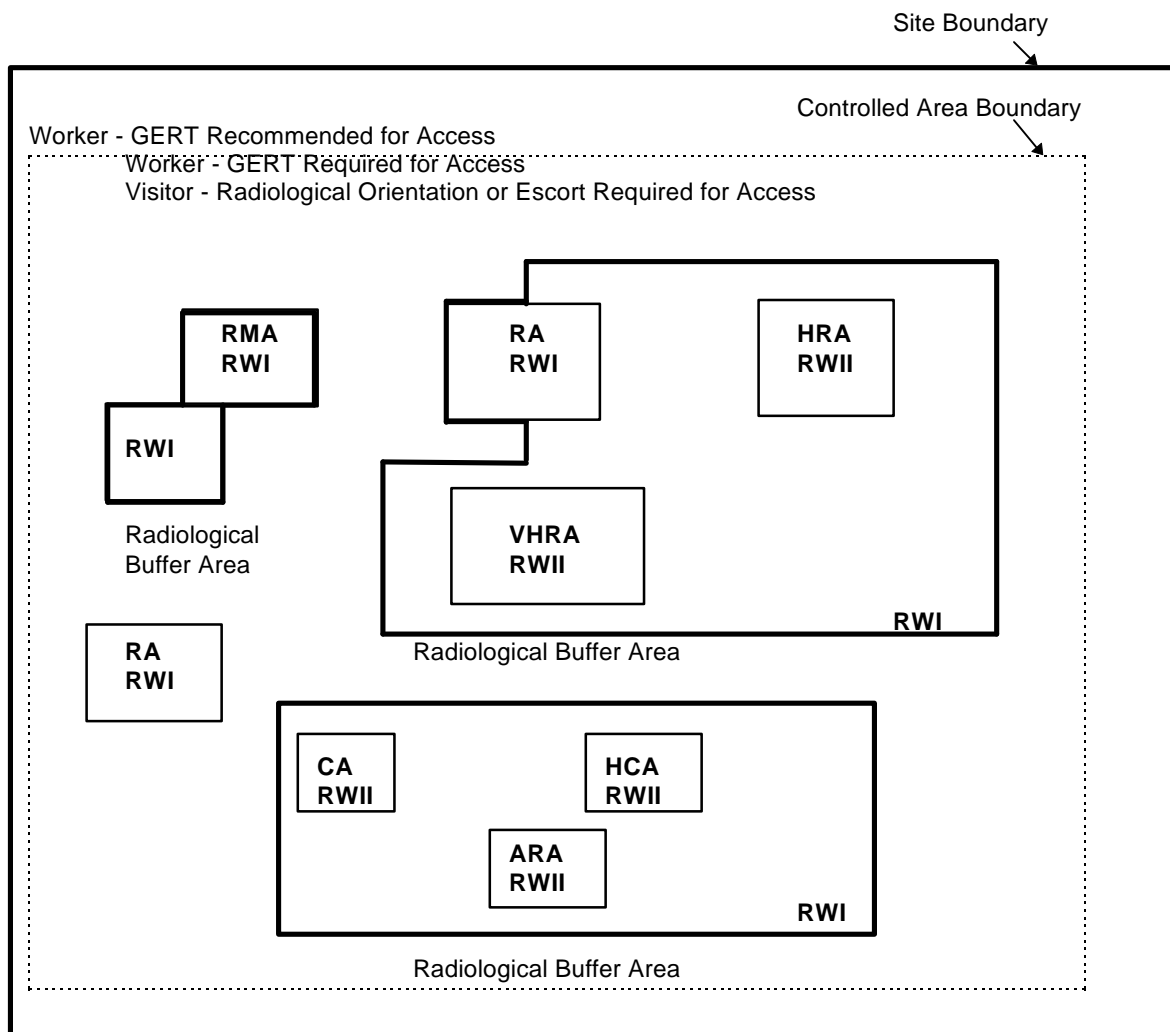 Site Boundary
Controlled Area Boundary
Worker - GERT Recommended for Access
Worker - GERT Required for Access
Visitor - Radiological Orientation or Escort Required for Access
RMA
RWI
RWI
Radiological
Buffer Area
RA
RWI
HRA
RWII
VHRA
RWII
RWI
Radiological Buffer Area
RA
RWI
CA
RWII
HCA
RWII
ARA
RWII
RWI
Radiological Buffer Area